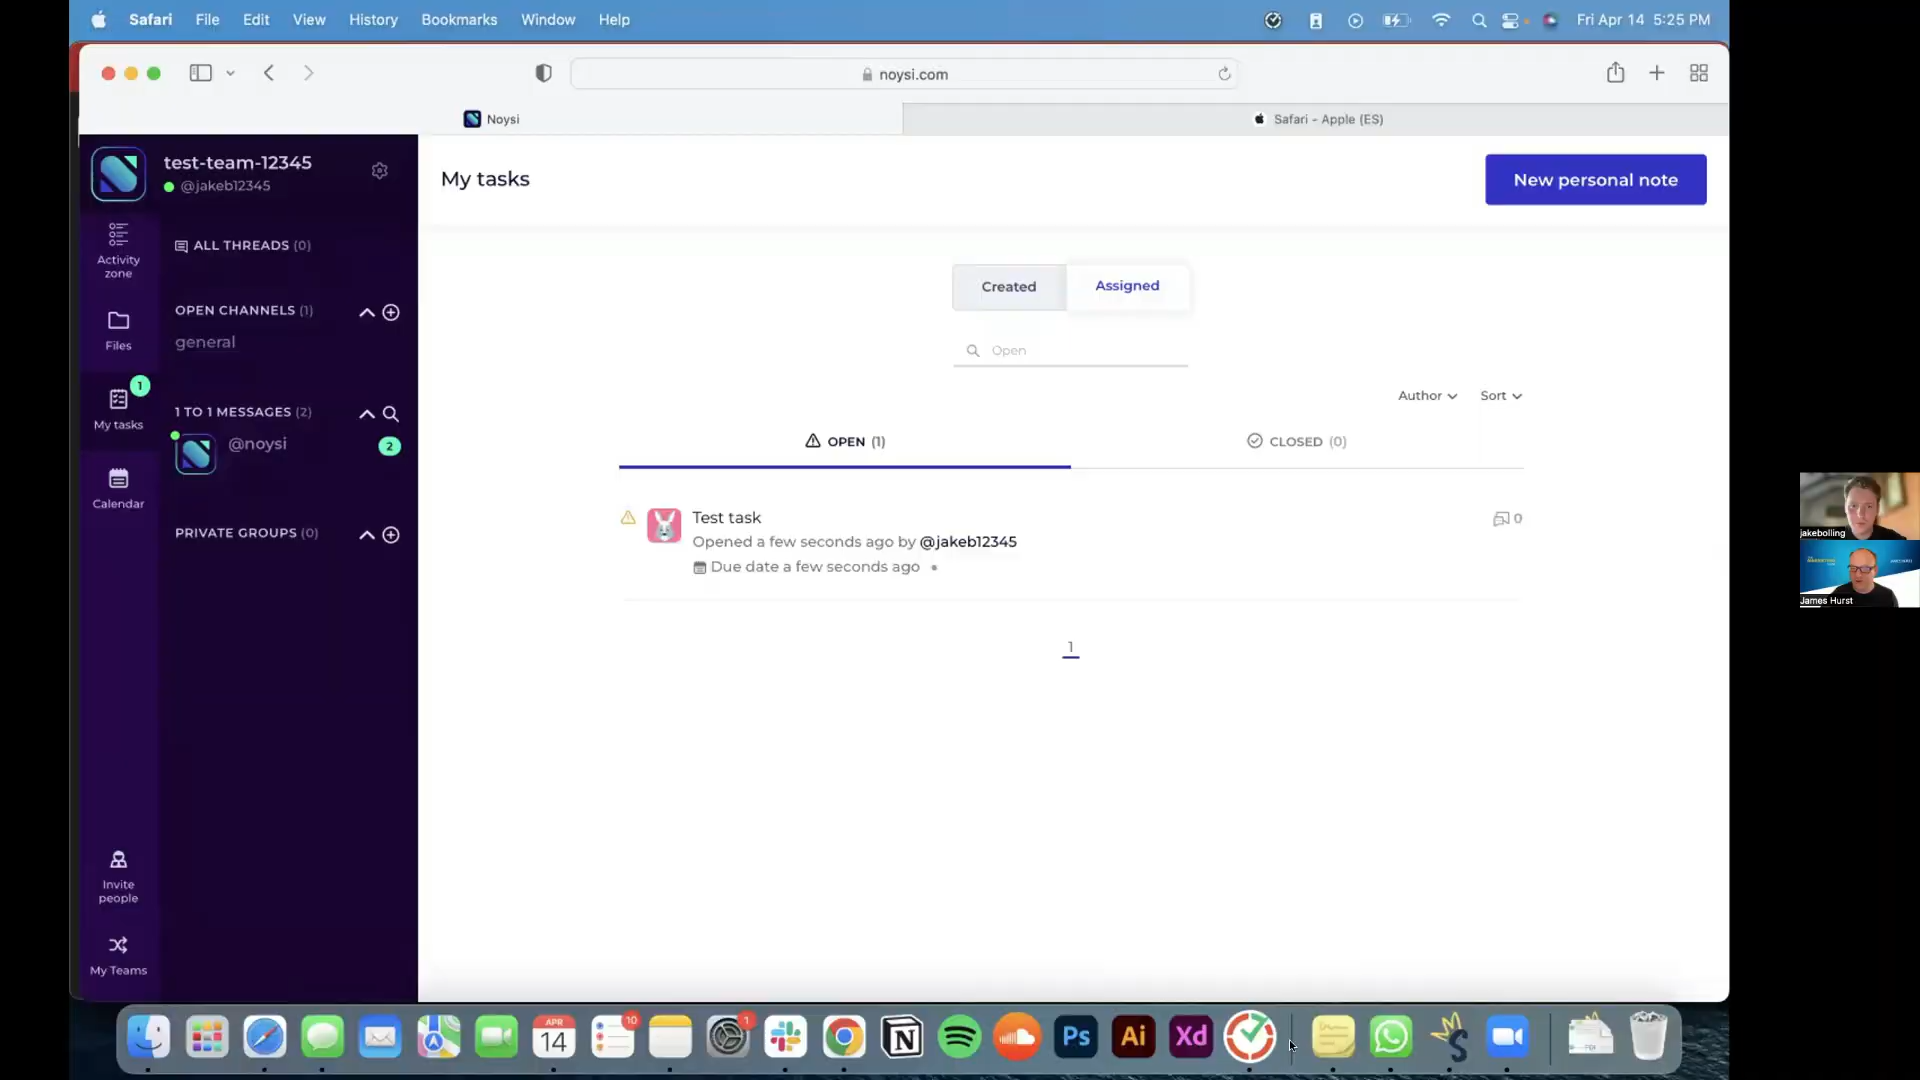 Safari File Edit View History Bookmarks Window Help Fri Apr 14 5:25 PM
noysi.com
Noysi
Safari - Apple (ES)
test-team-12345
@jakeb12345
Activity zone
Files
1
My tasks
Calendar
Invite people
My Teams
ALL THREADS (0)
OPEN CHANNELS (1)
general
1 TO 1 MESSAGES (2)
@noysi 2
PRIVATE GROUPS (0)
My tasks
New personal note
Created Assigned
Open
Author Sort
OPEN (1) CLOSED (0)
Test task 0
Opened a few seconds ago by @jakeb12345
Due date a few seconds ago
1
jakebolling
James Hurst
APR
14
10
1
Ps
Ai
Xd